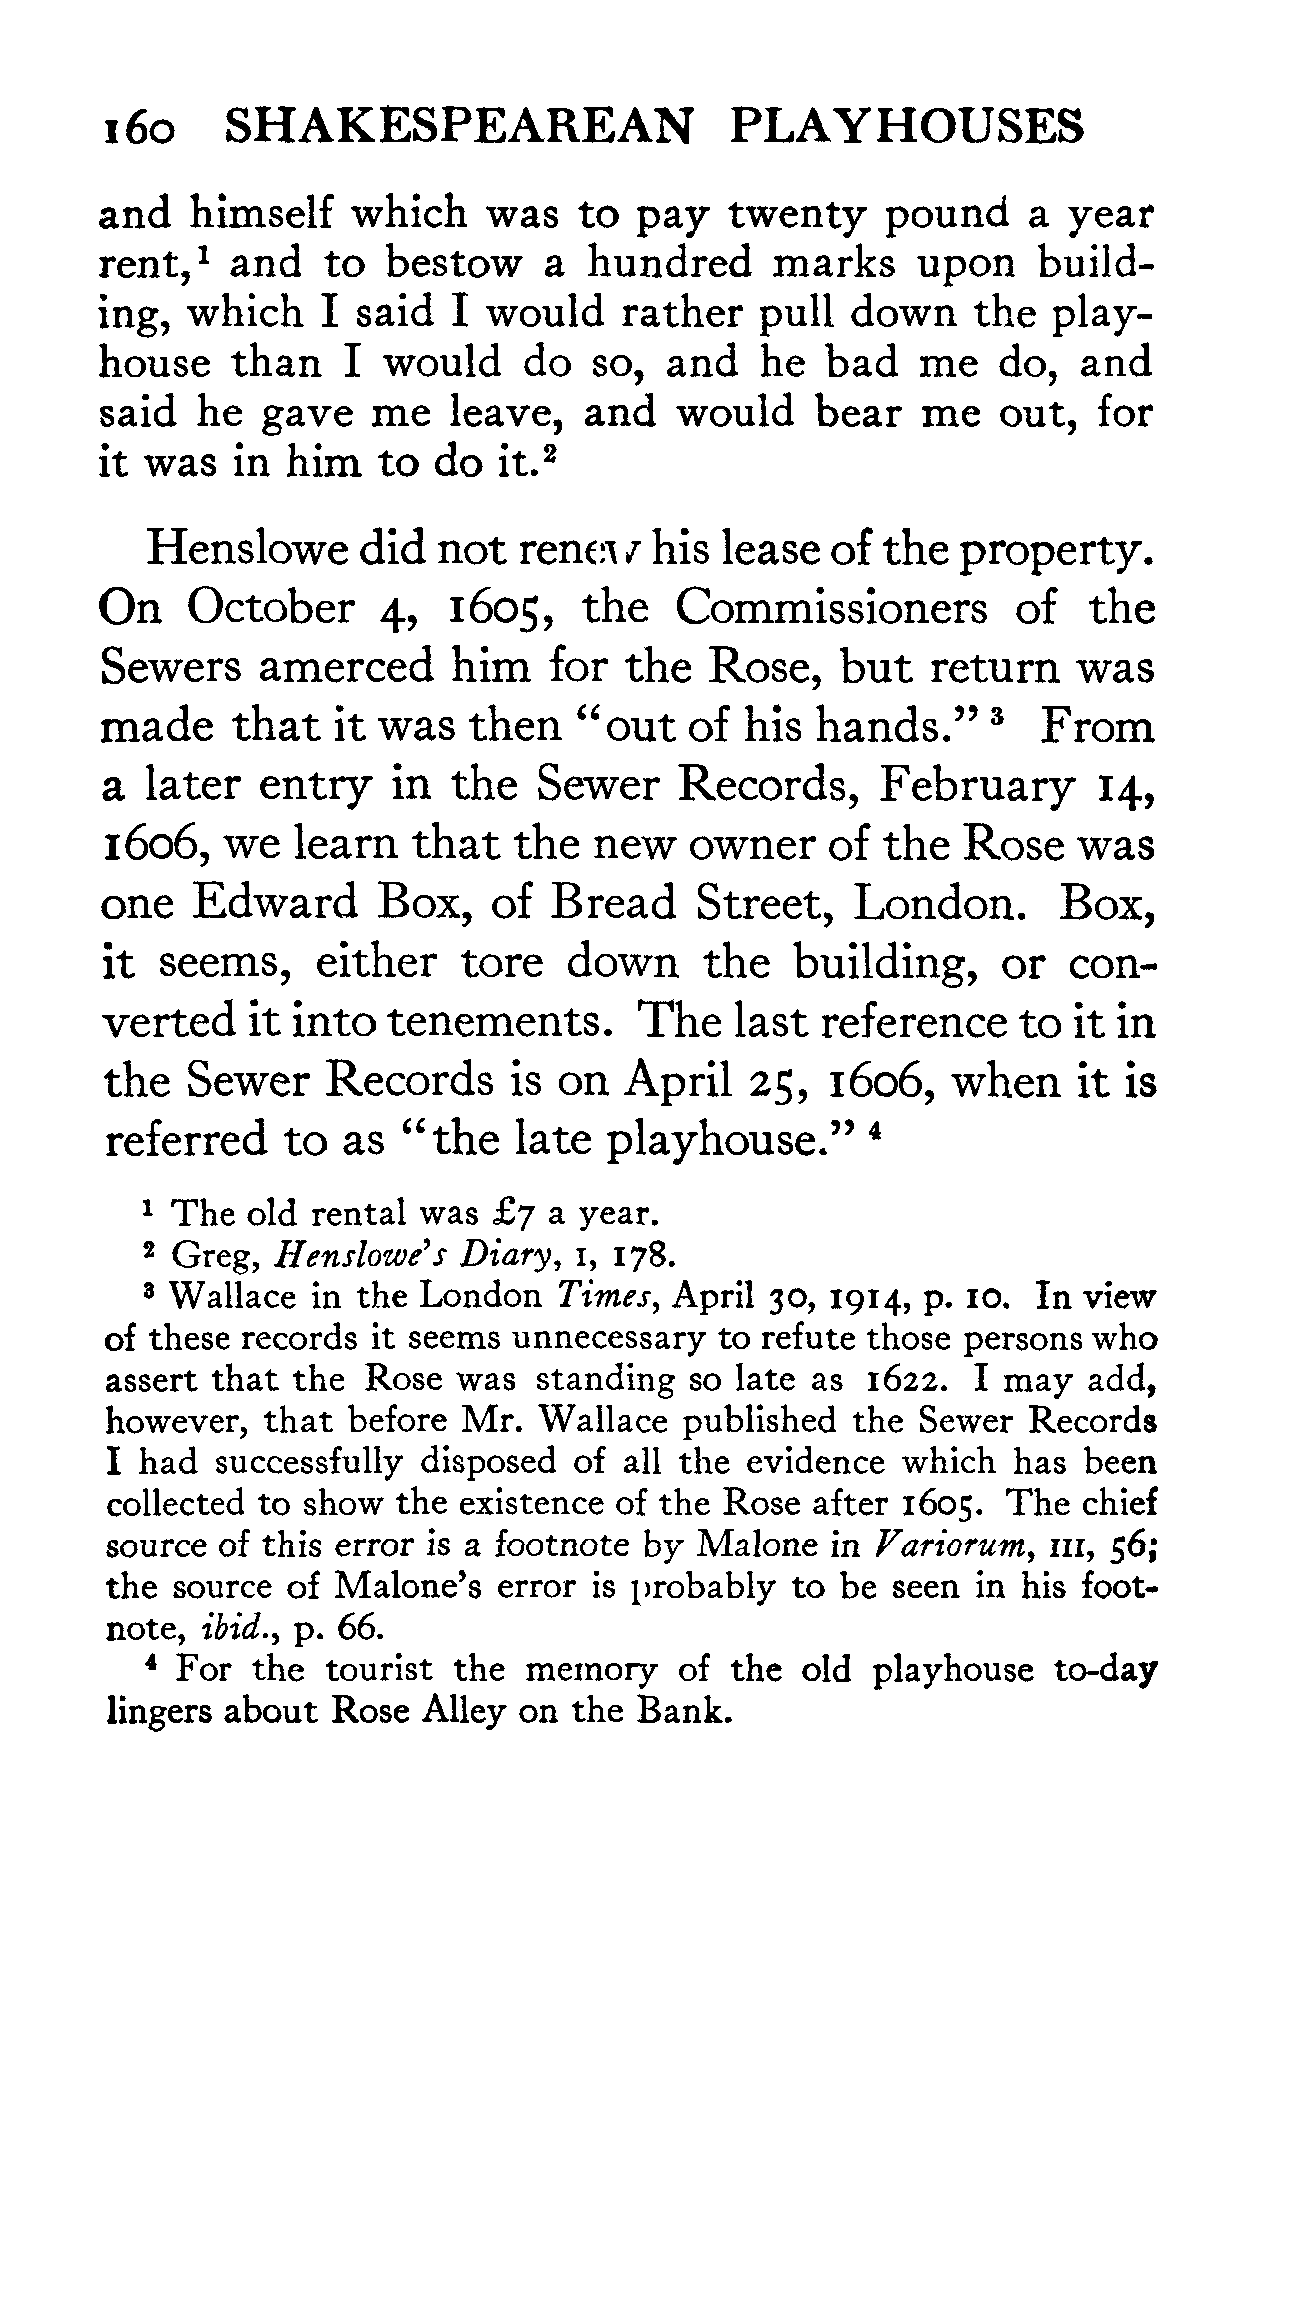 160 SHAKESPEAREAN PLAYHOUSES
and himself which was to pay twenty pound a year
rent,¹ and to bestow a hundred marks upon build-
ing, which I said I would rather pull down the play-
house than I would do so, and he bad me do, and
said he gave me leave, and would bear me out, for
it was in him to do it.²
Henslowe did not renew his lease of the property.
On October 4, 1605, the Commissioners of the
Sewers amerced him for the Rose, but return was
made that it was then “out of his hands.” ³ From
a later entry in the Sewer Records, February 14,
1606, we learn that the new owner of the Rose was
one Edward Box, of Bread Street, London. Box,
it seems, either tore down the building, or con-
verted it into tenements. The last reference to it in
the Sewer Records is on April 25, 1606, when it is
referred to as “the late playhouse.” ⁴
¹ The old rental was £7 a year.
² Greg, Henslowe’s Diary, I, 178.
³ Wallace in the London Times, April 30, 1914, p. 10. In view
of these records it seems unnecessary to refute those persons who
assert that the Rose was standing so late as 1622. I may add,
however, that before Mr. Wallace published the Sewer Records
I had successfully disposed of all the evidence which has been
collected to show the existence of the Rose after 1605. The chief
source of this error is a footnote by Malone in Variorum, III, 56;
the source of Malone’s error is probably to be seen in his foot-
note, ibid., p. 66.
⁴ For the tourist the memory of the old playhouse to-day
lingers about Rose Alley on the Bank.